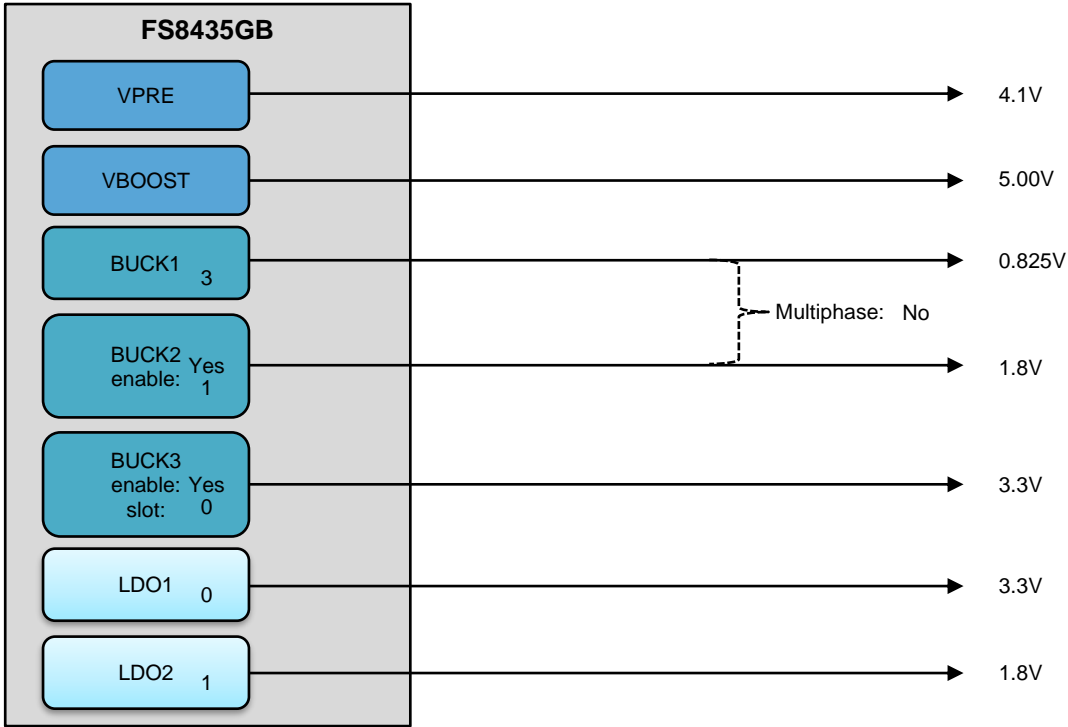 FS8435GB
VPRE
4.1V
VBOOST
5.00V
BUCK1
3
0.825V
Multiphase: No
BUCK2
enable: Yes
1
1.8V
BUCK3
enable: Yes
slot: 0
3.3V
LDO1
0
3.3V
LDO2
1
1.8V